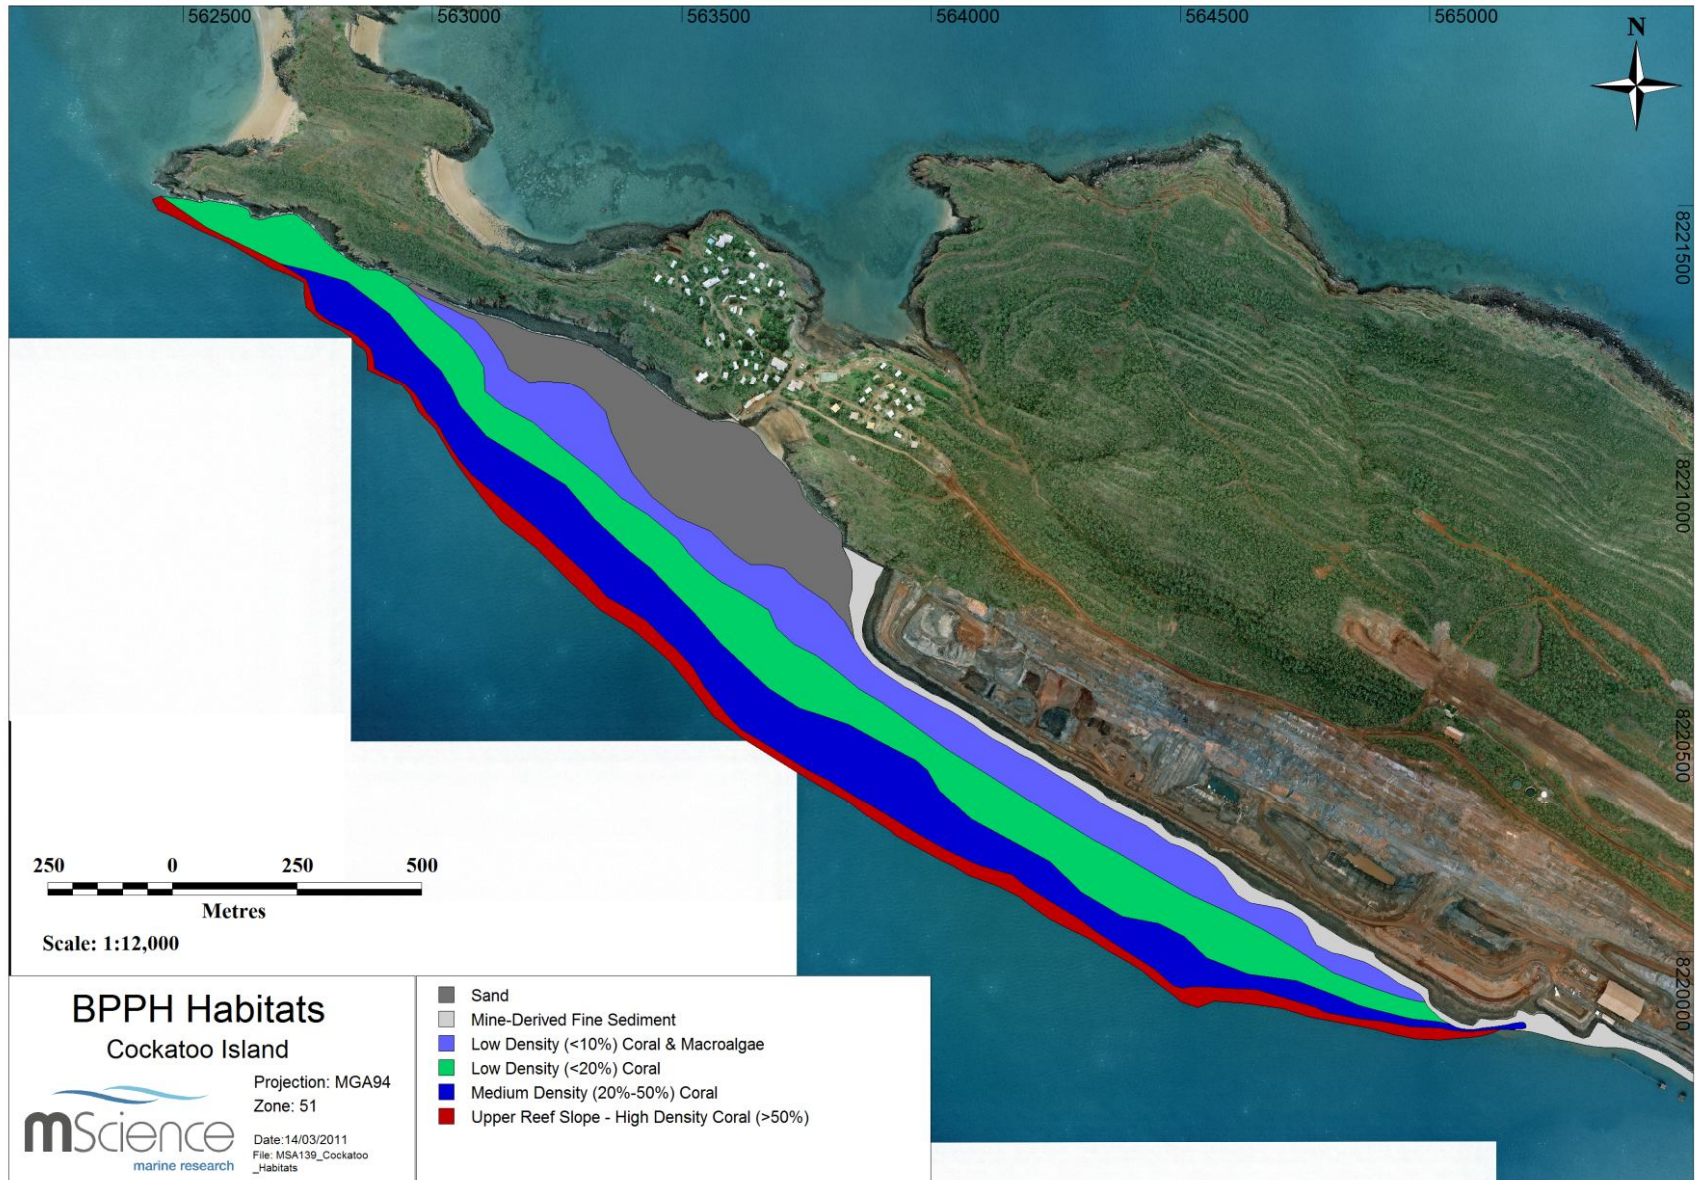 562500 563000 563500 564000 564500 565000
N
8221500
8221000
8220500
8220000
250 0 250 500
Metres
Scale: 1:12,000
BPPH Habitats
Cockatoo Island
Projection: MGA94
Zone: 51
mScience
marine research
Date:14/03/2011
File: MSA139_Cockatoo
_Habitats
Sand
Mine-Derived Fine Sediment
Low Density (<10%) Coral & Macroalgae
Low Density (<20%) Coral
Medium Density (20%-50%) Coral
Upper Reef Slope - High Density Coral (>50%)